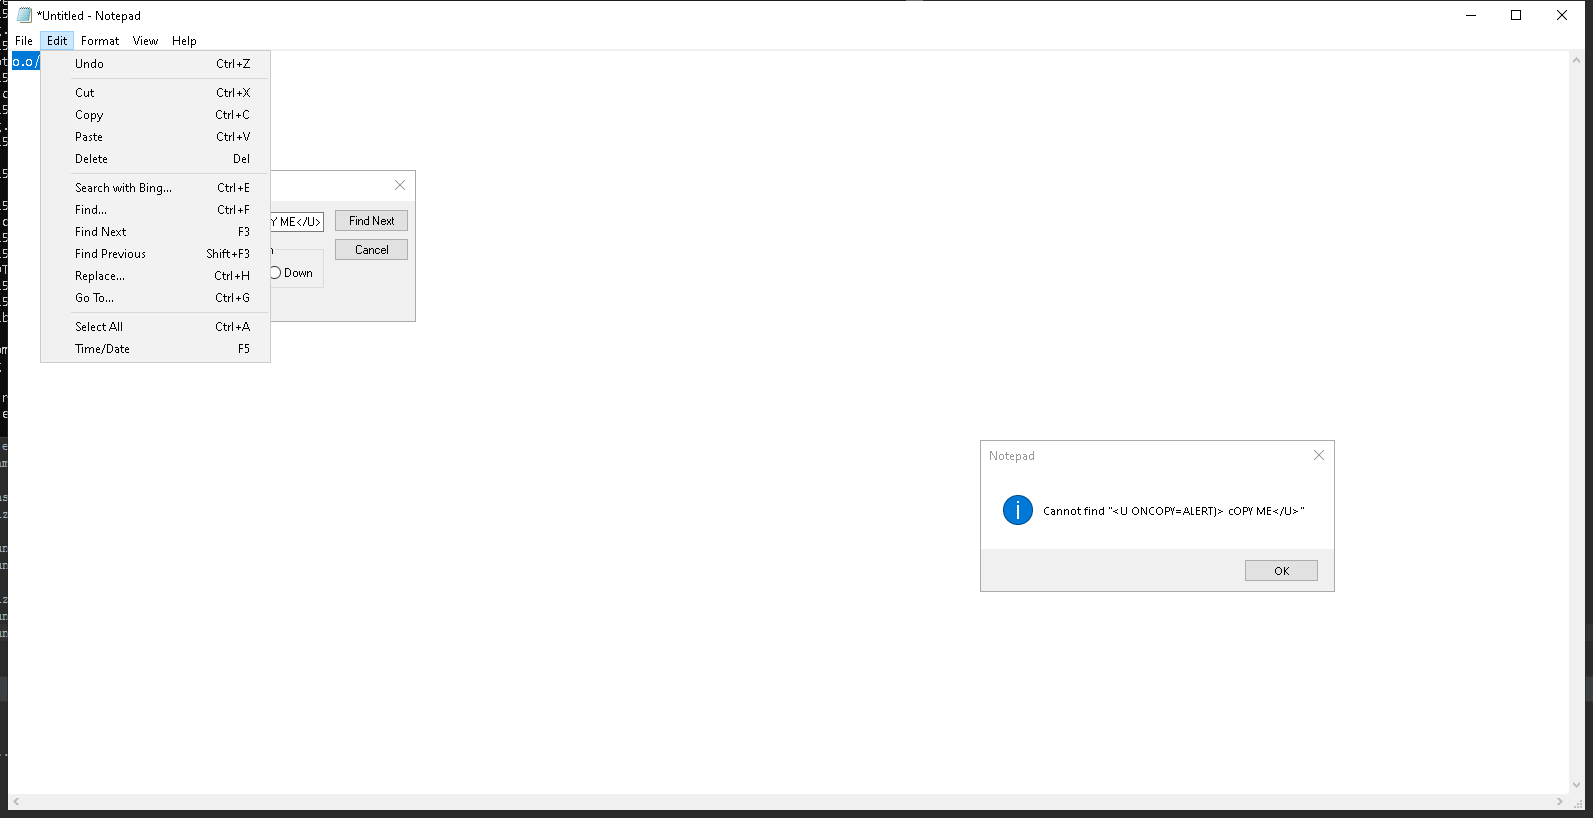 *Untitled - Notepad
File Edit Format View Help
o.o/
Undo Ctrl+Z
Cut Ctrl+X
Copy Ctrl+C
Paste Ctrl+V
Delete Del
Search with Bing... Ctrl+E
Find... Ctrl+F
Find Next F3
Find Previous Shift+F3
Replace... Ctrl+H
Go To... Ctrl+G
Select All Ctrl+A
Time/Date F5
Y ME</U> Find Next
Cancel
Down
Notepad
Cannot find "<U ONCOPY=ALERT)> cOPY ME</U>"
OK